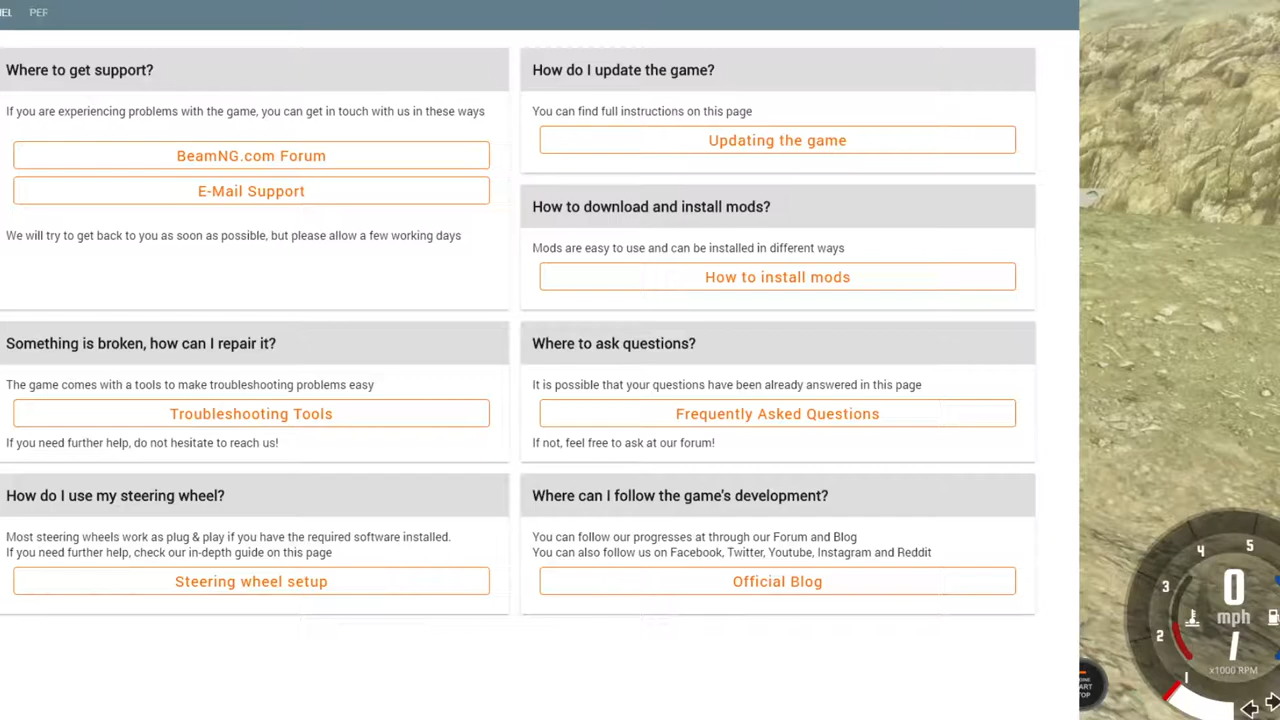 PER
Where to get support?
If you are experiencing problems with the game, you can get in touch with us in these ways
BeamNG.com Forum
E-Mail Support
We will try to get back to you as soon as possible, but please allow a few working days
How do I update the game?
You can find full instructions on this page
Updating the game
How to download and install mods?
Mods are easy to use and can be installed in different ways
How to install mods
Something is broken, how can I repair it?
The game comes with a tools to make troubleshooting problems easy
Troubleshooting Tools
If you need further help, do not hesitate to reach us!
Where to ask questions?
It is possible that your questions have been already answered in this page
Frequently Asked Questions
If not, feel free to ask at our forum!
How do I use my steering wheel?
Most steering wheels work as plug & play if you have the required software installed.
If you need further help, check our in-depth guide on this page
Steering wheel setup
Where can I follow the game's development?
You can follow our progresses at through our Forum and Blog
You can also follow us on Facebook, Twitter, Youtube, Instagram and Reddit
Official Blog
1
2
3
4
5
0
mph
1
x1000 RPM